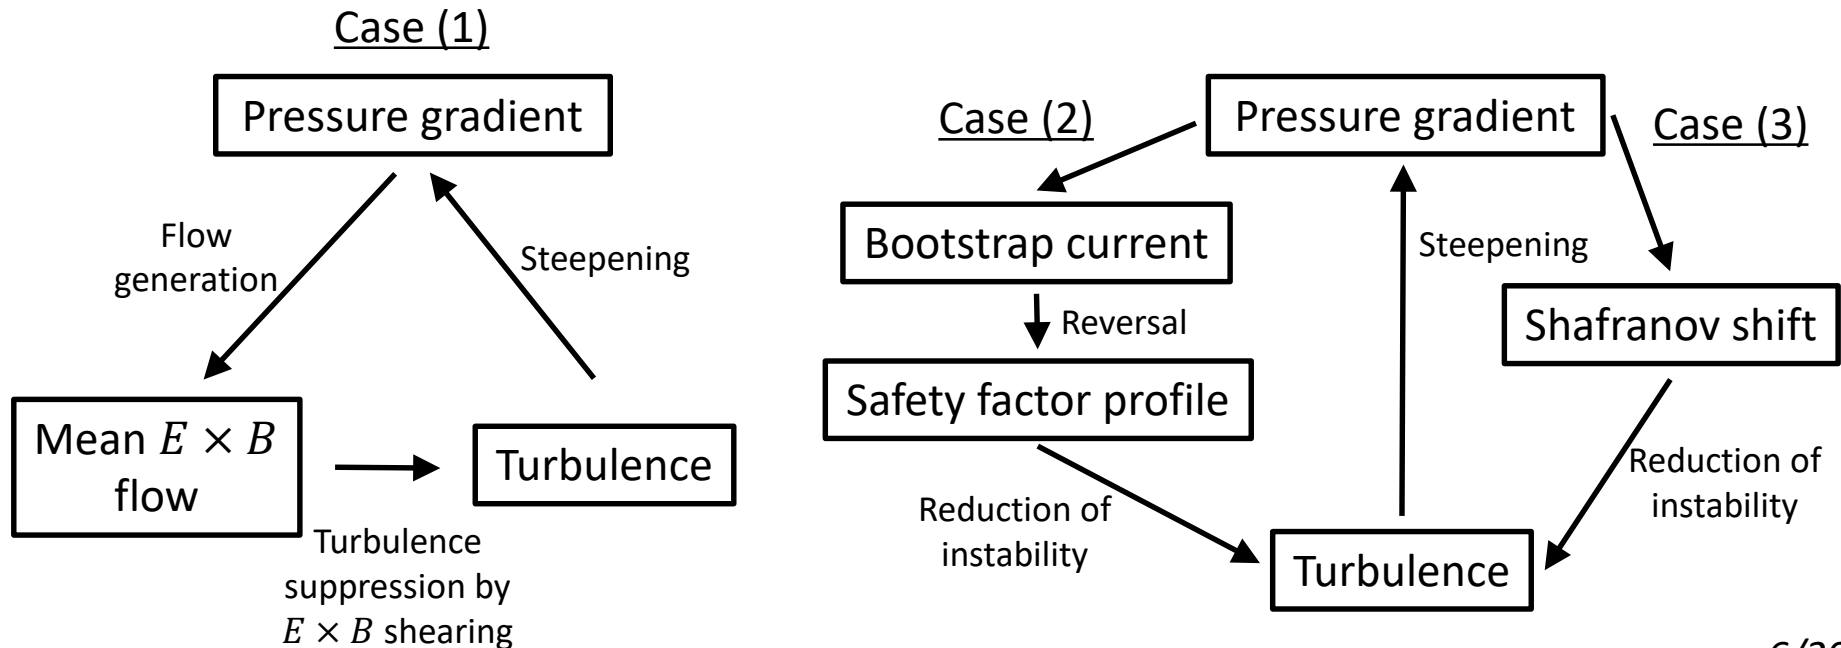 Case (1)
Pressure gradient
Flow
generation
Steepening
Mean E × B
flow
Turbulence
Turbulence
suppression by
E × B shearing
Case (2)
Pressure gradient
Case (3)
Bootstrap current
Steepening
Reversal
Shafranov shift
Safety factor profile
Reduction of
instability
Reduction of
instability
Turbulence